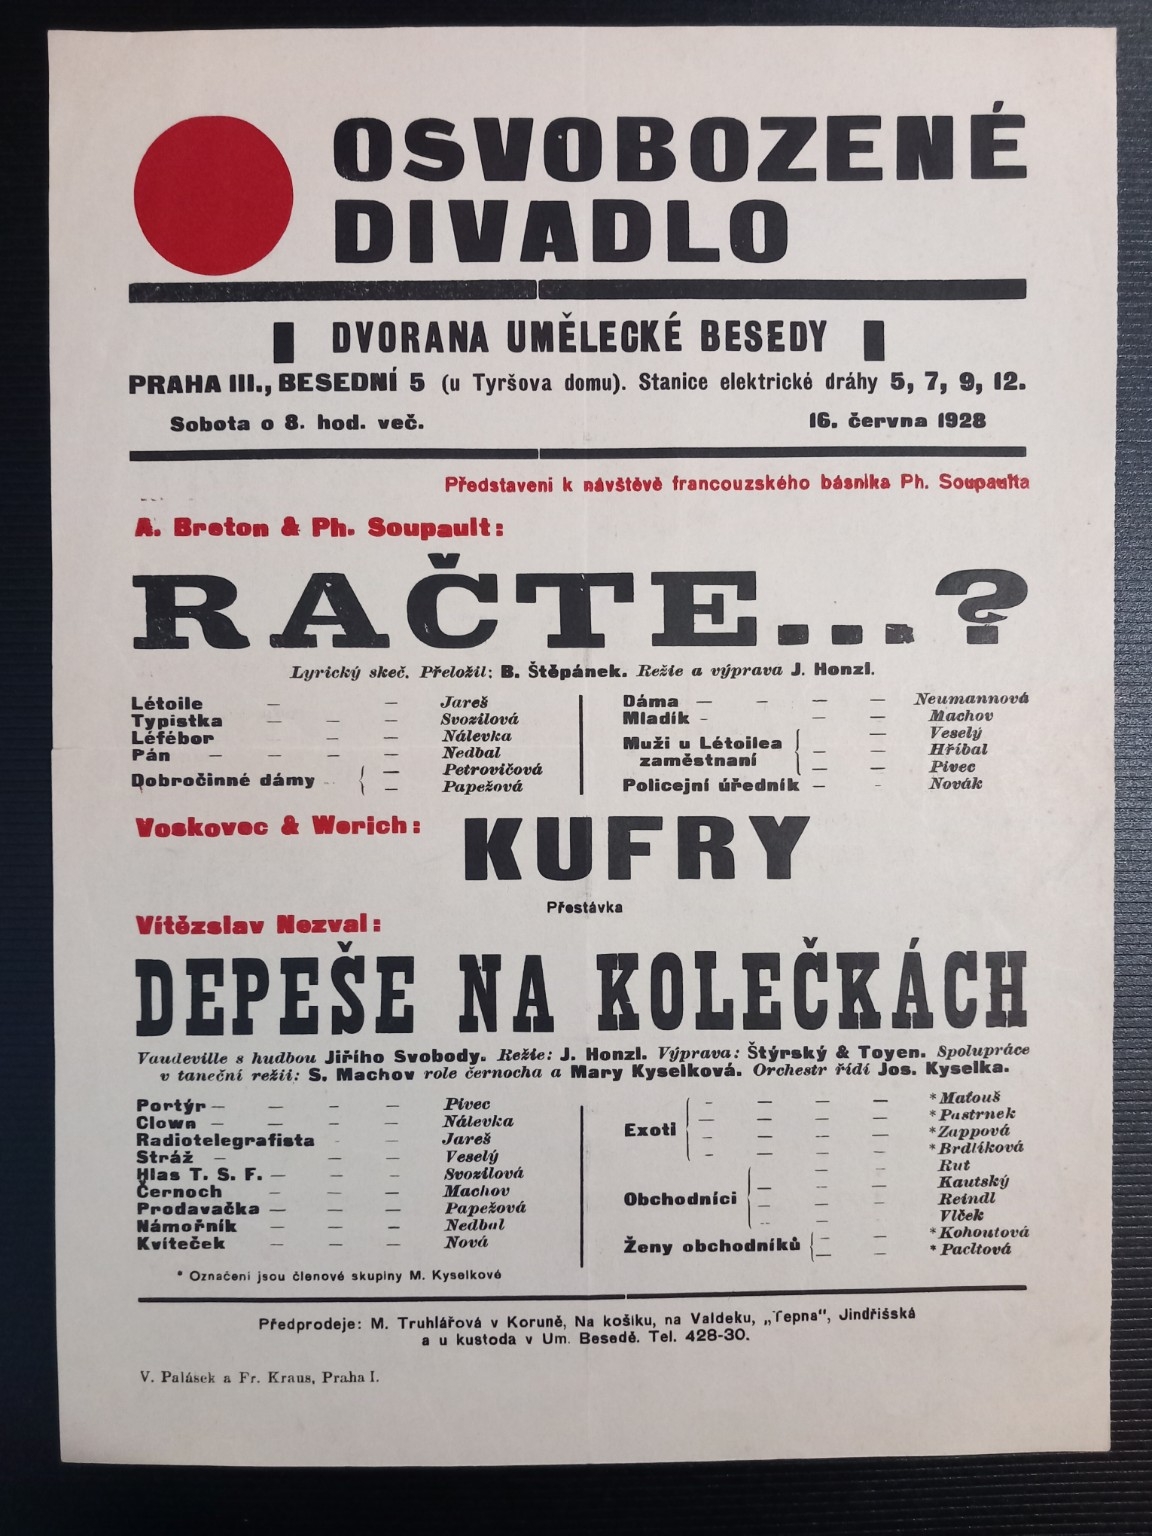 OSVOBOZENÉ
DIVADLO
DVORANA UMĚLECKÉ BESEDY
PRAHA III., BESEDNÍ 5 (u Tyršova domu). Stanice elektrické dráhy 5, 7, 9, 12.
Sobota o 8. hod. več. 16. června 1928
Představeni k návštěvě francouzského básníka Ph. Soupaulta
A. Breton & Ph. Soupault:
RAČTE...?
Lyrický skeč. Přeložil: B. Štěpánek. Režie a výprava J. Honzl.
Létoile — — Jareš
Typistka — — — Svozilová
Léfébor — — Nálevka
Pán — — — — Nedbal
Dobročinné dámy { — Petrovičová
— Papežová
Dáma — — — — Neumannová
Mladík - — — Machov
Muži u Létoilea { — Veselý
zaměstnaní — — Hříbal
— — Pivec
Policejní úředník — - Novák
Voskovec & Werich: KUFRY
Přestávka
Vítězslav Nezval:
DEPEŠE NA KOLEČKÁCH
Vaudeville s hudbou Jiřího Svobody. Režie: J. Honzl. Výprava: Štýrský & Toyen. Spolupráce
v taneční režii: S. Machov role černocha a Mary Kyselková. Orchestr řídí Jos. Kyselka.
Portýr — — — — Pivec
Clown — — — — Nálevka
Radiotelegrafista - - Jareš
Stráž — — — Veselý
Hlas T. S. F. — — — Svozilová
Černoch — — — Machov
Prodavačka — — — Papežová
Námořník — — — Nedbal
Kvíteček — — — Nová
Exoti { - — — — * Matouš
— — — — * Pastrnek
- — — — * Zappová
- — — — * Brdlíková
Obchodníci { — - Rut
— — — Kautský
— — — Reindl
- — Vlček
Ženy obchodníků { — — * Kohoutová
— — * Pacltová
* Označeni jsou členové skupiny M. Kyselkové
Předprodeje: M. Truhlářová v Koruně, Na košíku, na Valdeku, „Tepna", Jindřišská
a u kustoda v Um. Besedě. Tel. 428-30.
V. Palásek a Fr. Kraus, Praha I.